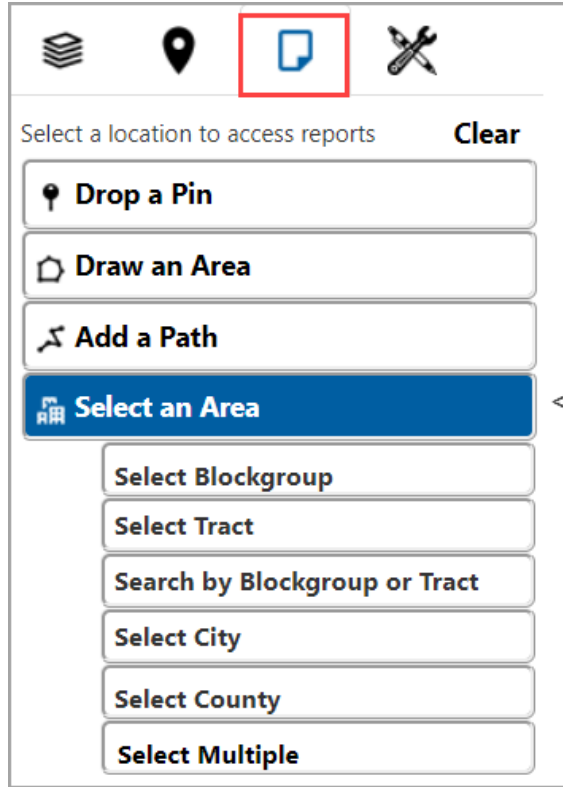 Select a location to access reports Clear
Drop a Pin
Draw an Area
Add a Path
Select an Area
<
Select Blockgroup
Select Tract
Search by Blockgroup or Tract
Select City
Select County
Select Multiple